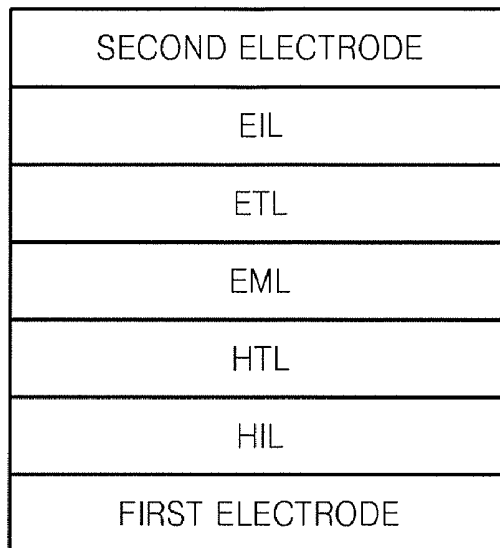 SECOND ELECTRODE
EIL
ETL
EML
HTL
HIL
FIRST ELECTRODE